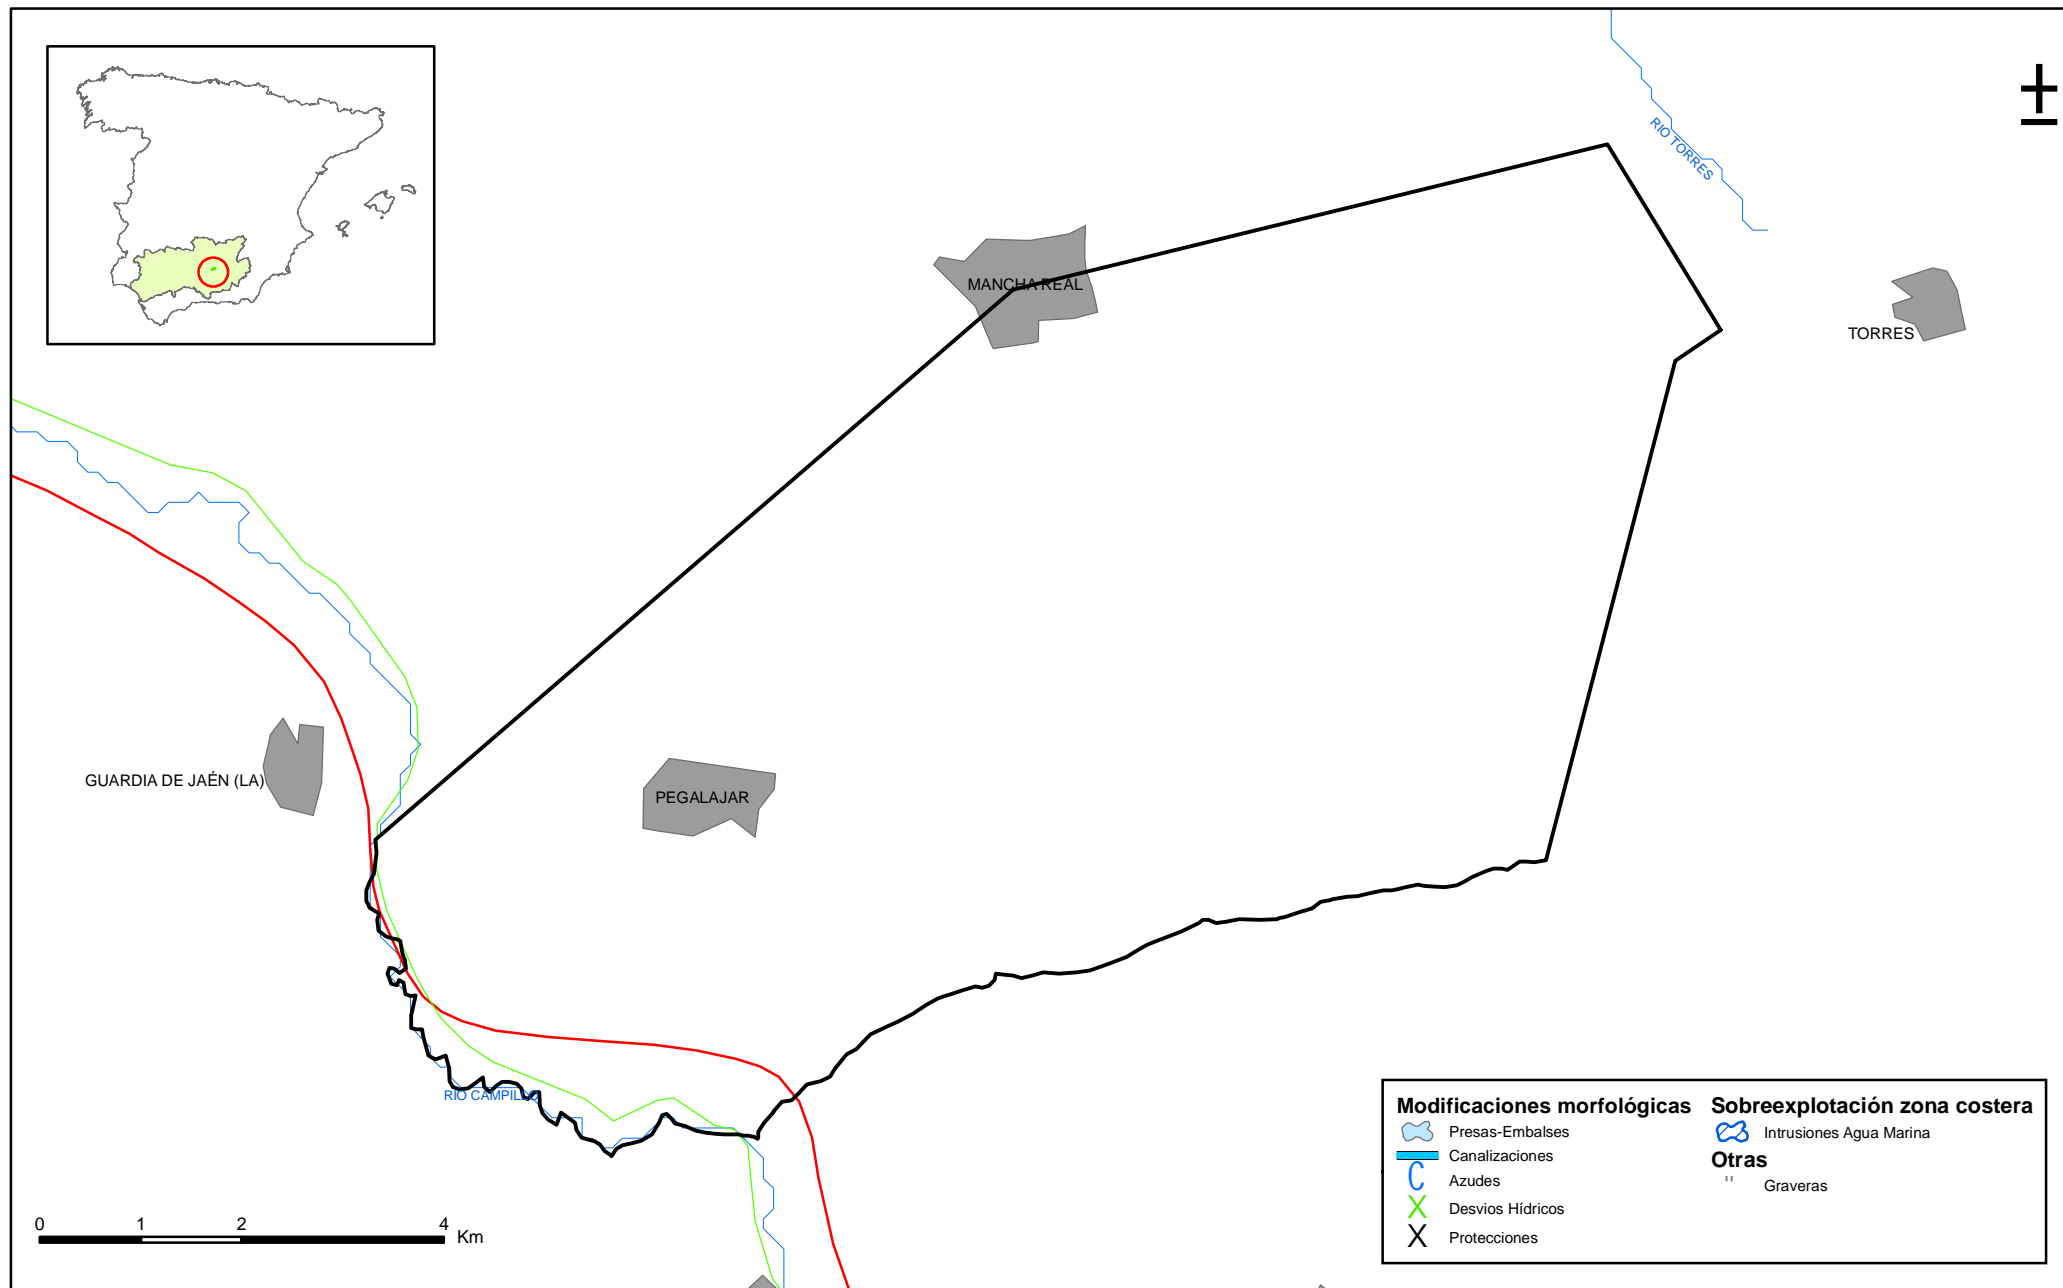 RIO TORRES
MANCHA REAL
TORRES
GUARDIA DE JAÉN (LA)
PEGALAJAR
RIO CAMPILLO
0 1 2 4
Km
Modificaciones morfológicas
Presas-Embalses
Canalizaciones
Azudes
Desvios Hídricos
Protecciones
Sobreexplotación zona costera
Intrusiones Agua Marina
Otras
Graveras